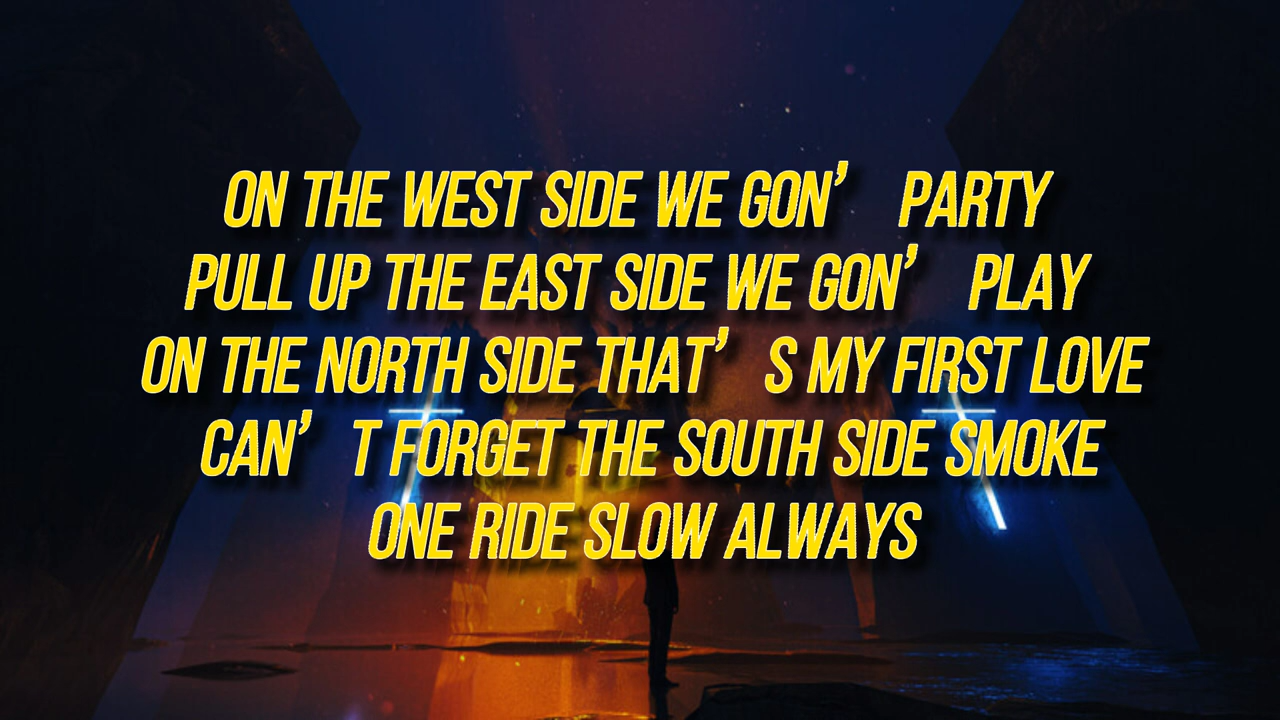 ON THE WEST SIDE WE GON’ PARTY
PULL UP THE EAST SIDE WE GON’ PLAY
ON THE NORTH SIDE THAT’ S MY FIRST LOVE
CAN’ T FORGET THE SOUTH SIDE SMOKE
ONE RIDE SLOW ALWAYS